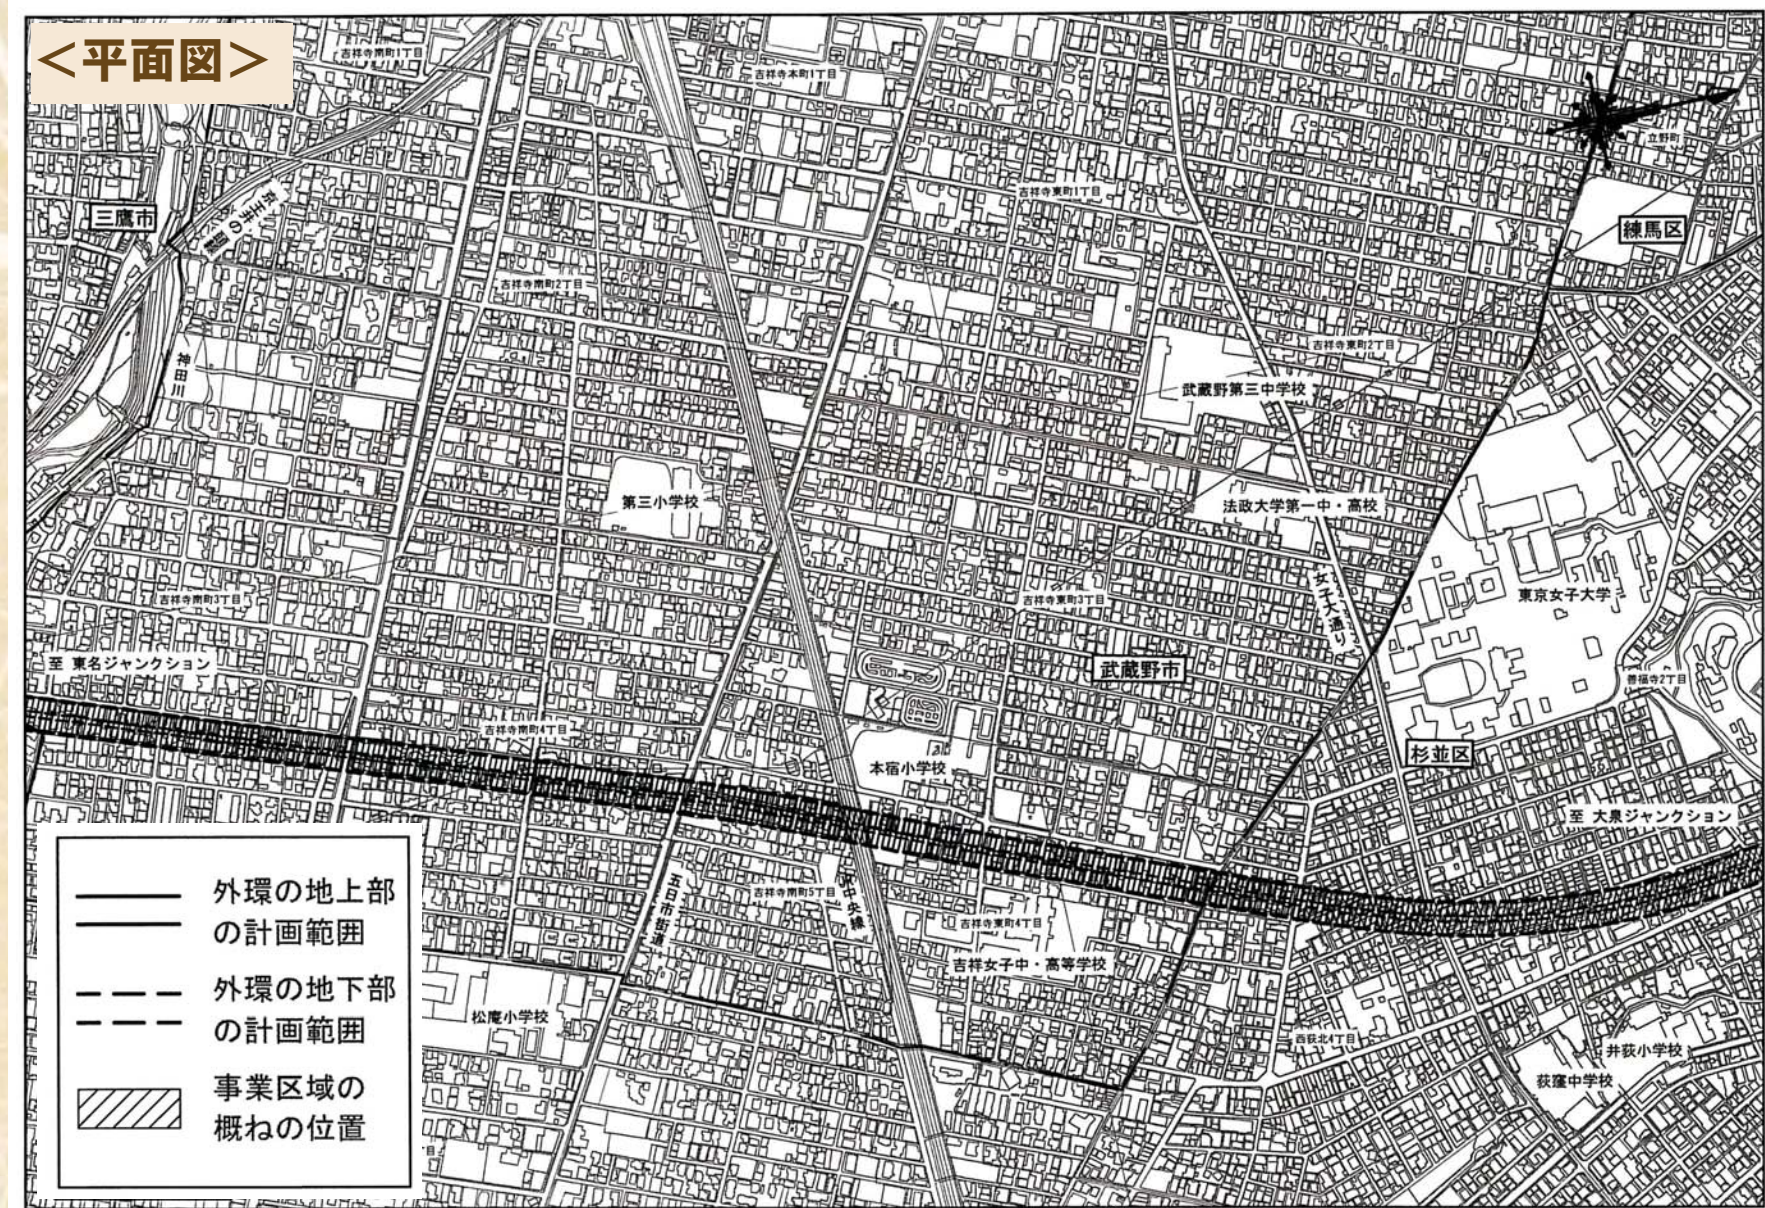 ＜平面図＞
吉祥寺南町1丁目
吉祥寺本町1丁目
立野町
吉祥寺東町1丁目
三鷹市
練馬区
京王井の頭線
吉祥寺南町2丁目
吉祥寺東町2丁目
神田川
武蔵野第三中学校
第三小学校
法政大学第一中・高校
女子大通り
東京女子大学
吉祥寺南町3丁目
吉祥寺東町3丁目
至 東名ジャンクション
武蔵野市
善福寺2丁目
吉祥寺南町4丁目
杉並区
本宿小学校
至 大泉ジャンクション
五日市街道
吉祥寺南町5丁目
JR中央線
吉祥寺東町4丁目
吉祥女子中・高等学校
松庵小学校
西荻北4丁目
井荻小学校
荻窪中学校
外環の地上部
の計画範囲
外環の地下部
の計画範囲
事業区域の
概ねの位置